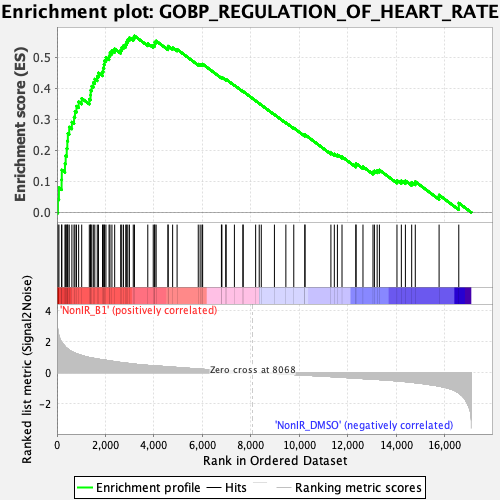 Enrichment plot: GOBP_REGULATION_OF_HEART_RATE
Enrichment score (ES)
0.5
0.4
0.3
0.2
0.1
0.0
Ranked list metric (Signal2Noise)
4
2
0
-2
'NonIR_B1' (positively correlated)
Zero cross at 8068
'NonIR_DMSO' (negatively correlated)
0 2,000 4,000 6,000 8,000 10,000 12,000 14,000 16,000
Rank in Ordered Dataset
Enrichment profile Hits Ranking metric scores